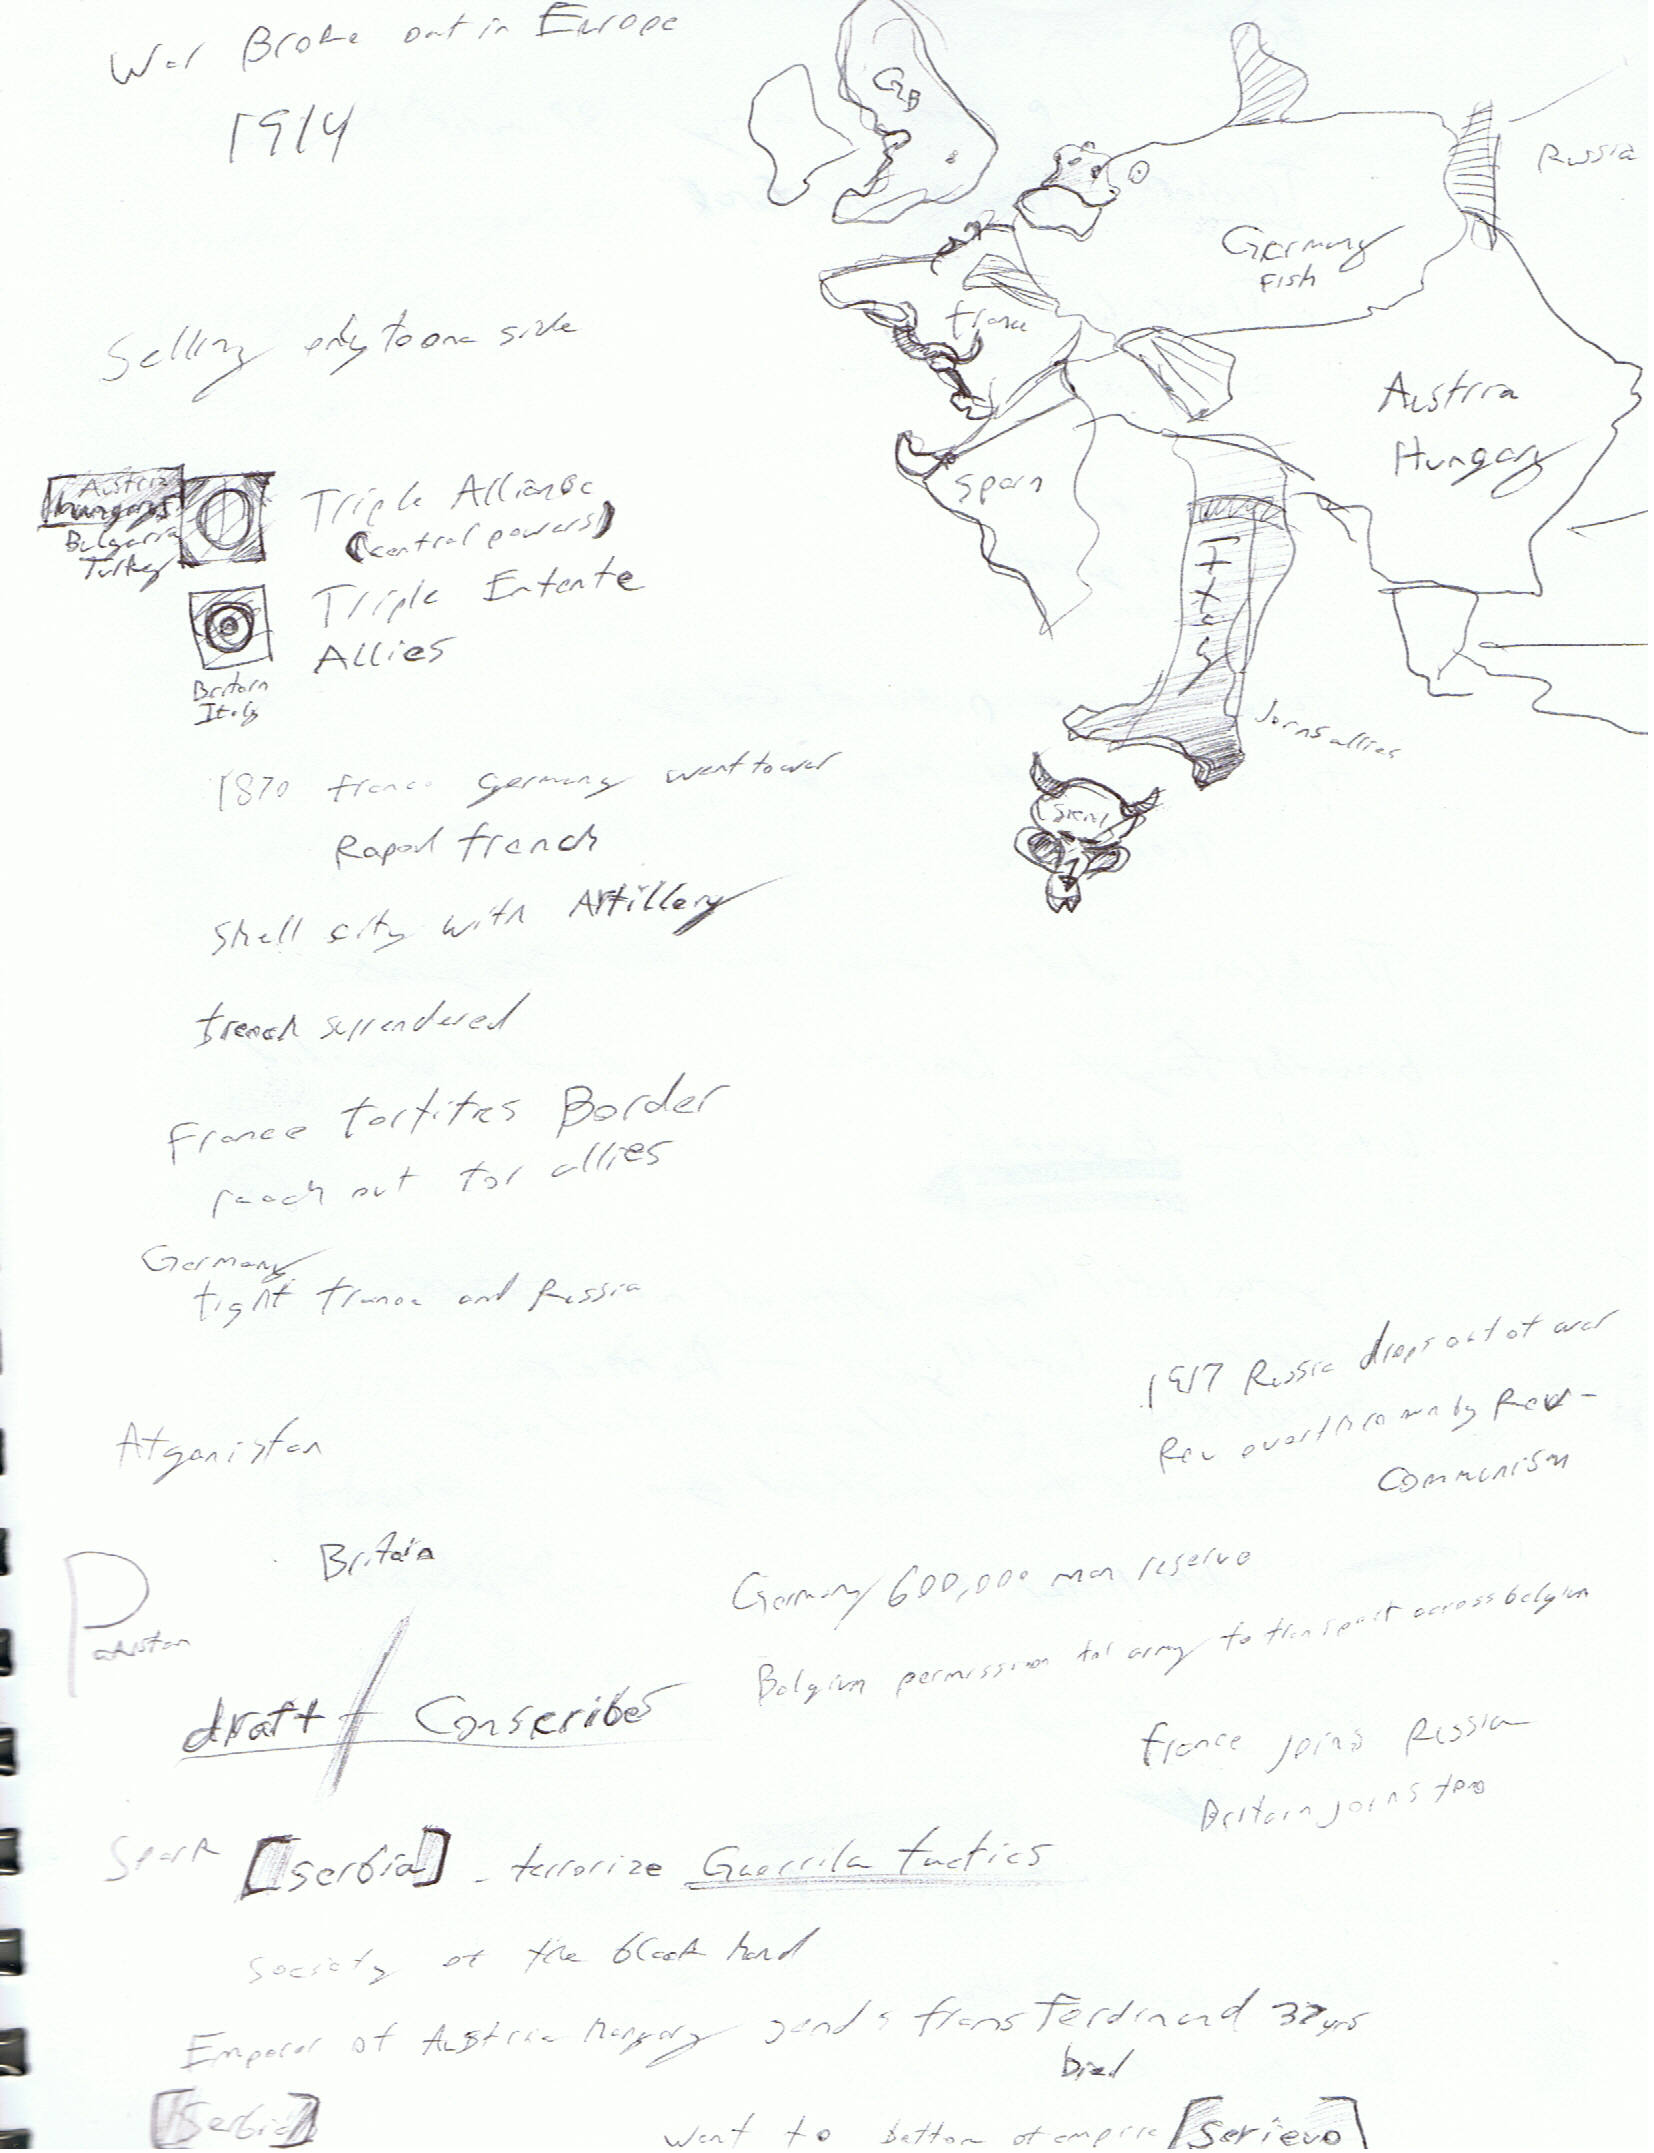 War Broke out in Europe
1914
GB
Russia
Germany
Fish
france
Austria
Hungary
Spain
Italy
Joins allies
Selling only to one side
Austria
hungary
Bulgaria
Turkey
Triple Alliance
(central powers)
Triple Entente
Allies
Britain
Italy
1870 france germany went to war
french
Shell city with Artillery
french surrendered
France fortifies Border
reach out for allies
Germany
fight france and Russia
1917 Russia drops out of war
Rev overthrown by Rev -
Communism
Afganistan
Britain
Pakistan
draft / Conscribes
Germany 600,000 man reserve
Belgium permission for army to transport across belgium
france joins Russia
Britain joins too
Spark [Serbia] - terrorize Guerrila tactics
Society of the black hand
Emperor of Austria Hungary sends frans Ferdinand 37 yrs
[Serbia]
went to bottom of empire [Serievo]